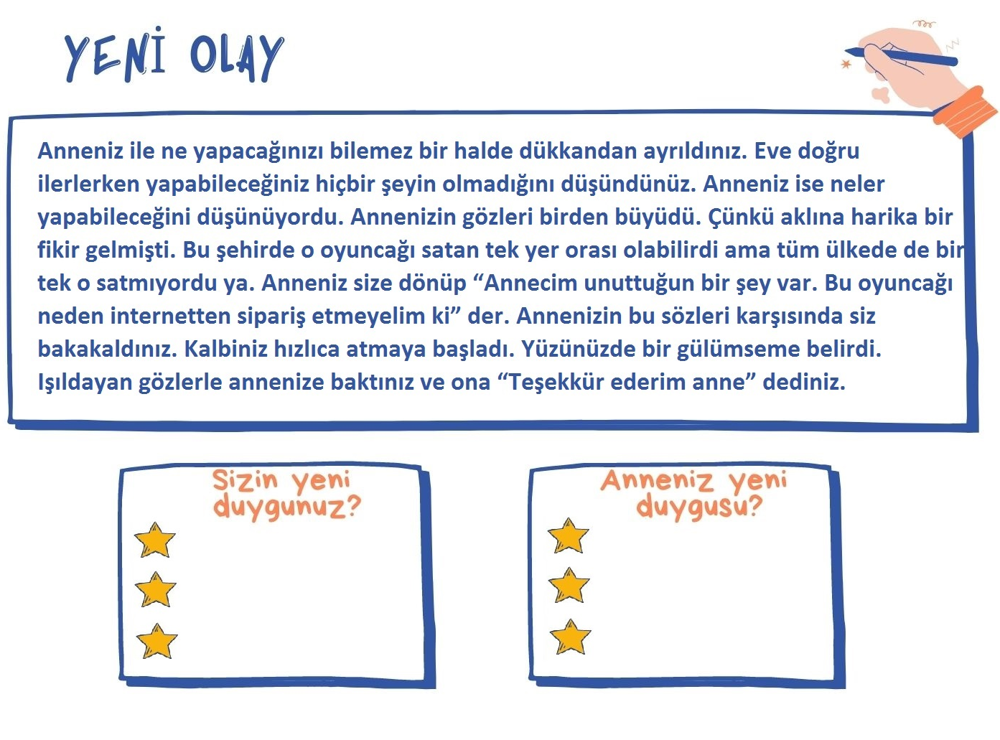 YENİ OLAY
Anneniz ile ne yapacağınızı bilemez bir halde dükkandan ayrıldınız. Eve doğru
ilerlerken yapabileceğiniz hiçbir şeyin olmadığını düşündünüz. Anneniz ise neler
yapabileceğini düşünüyordu. Annenizin gözleri birden büyüdü. Çünkü aklına harika bir
fikir gelmişti. Bu şehirde o oyuncağı satan tek yer orası olabilirdi ama tüm ülkede de bir
tek o satmıyordu ya. Anneniz size dönüp “Annecim unuttuğun bir şey var. Bu oyuncağı
neden internetten sipariş etmeyelim ki” der. Annenizin bu sözleri karşısında siz
bakakaldınız. Kalbiniz hızlıca atmaya başladı. Yüzünüzde bir gülümseme belirdi.
Işıldayan gözlerle annenize baktınız ve ona “Teşekkür ederim anne” dediniz.
Sizin yeni
duygunuz?
Anneniz yeni
duygusu?